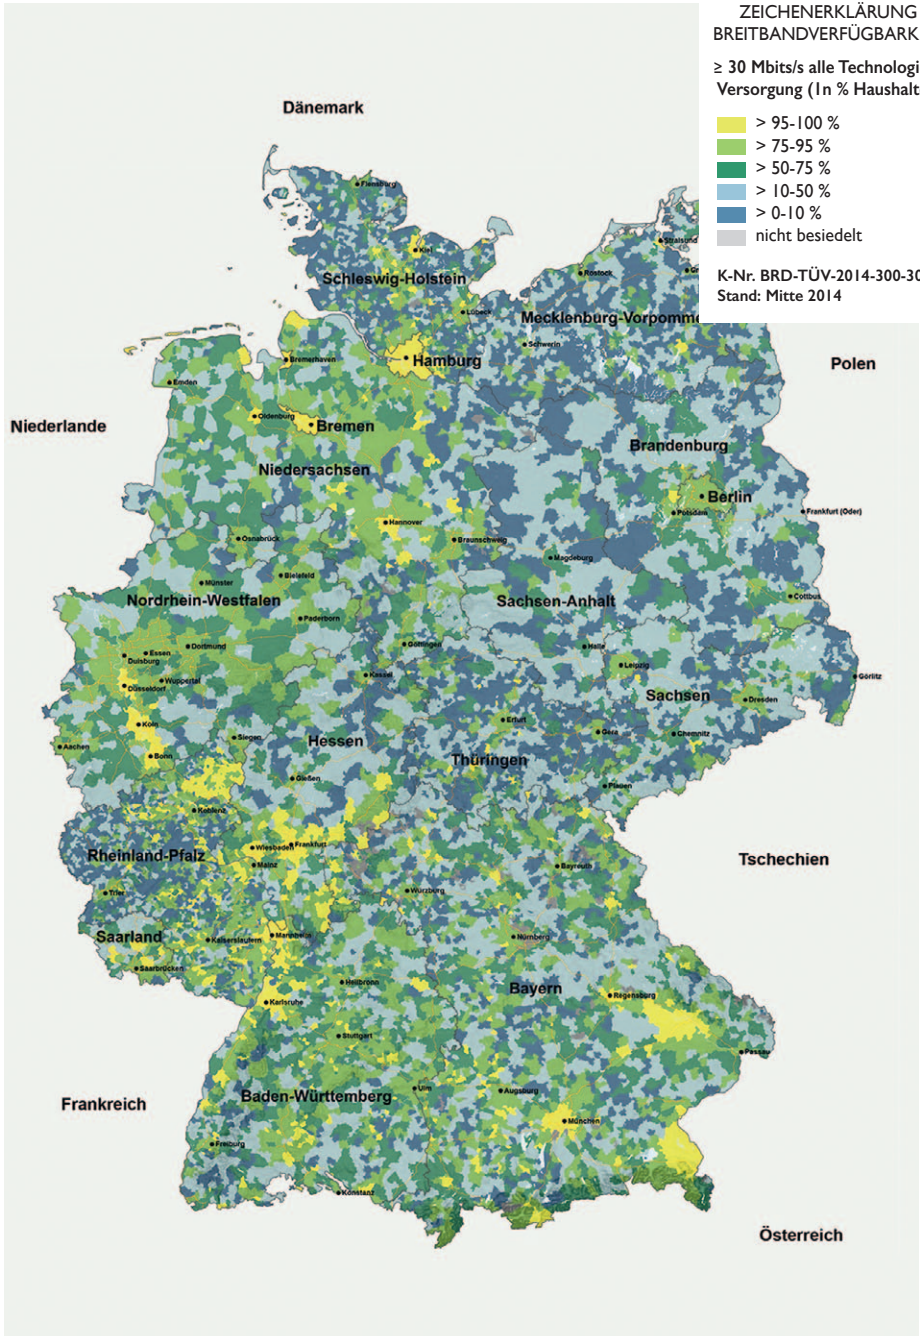 ZEICHENERKLÄRUNG
BREITBANDVERFÜGBARK
≥ 30 Mbits/s alle Technologi
Versorgung (In % Haushalt
> 95-100 %
> 75-95 %
> 50-75 %
> 10-50 %
> 0-10 %
nicht besiedelt
K-Nr. BRD-TÜV-2014-300-30
Stand: Mitte 2014
Dänemark
Flensburg
Kiel
Stralsund
Schleswig-Holstein
Rostock
Gr
Lübeck
Mecklenburg-Vorpomme
Schwerin
Bremerhaven
Hamburg
Polen
Emden
Oldenburg
Bremen
Niederlande
Brandenburg
Niedersachsen
Berlin
Potsdam
Frankfurt (Oder)
Hannover
Osnabrück
Braunschweig
Magdeburg
Münster
Bielefeld
Nordrhein-Westfalen
Sachsen-Anhalt
Cottbus
Paderborn
Göttingen
Halle
Dortmund
Essen
Duisburg
Leipzig
Kassel
Görlitz
Wuppertal
Düsseldorf
Sachsen
Dresden
Köln
Erfurt
Gera
Chemnitz
Siegen
Hessen
Aachen
Bonn
Thüringen
Gießen
Plauen
Koblenz
Frankfurt
Wiesbaden
Rheinland-Pfalz
Mainz
Tschechien
Bayreuth
Trier
Würzburg
Saarland
Kaiserslautern
Mannheim
Nürnberg
Saarbrücken
Heilbronn
Bayern
Regensburg
Karlsruhe
Stuttgart
Passau
Ulm
Augsburg
Baden-Württemberg
Frankreich
München
Freiburg
Konstanz
Österreich